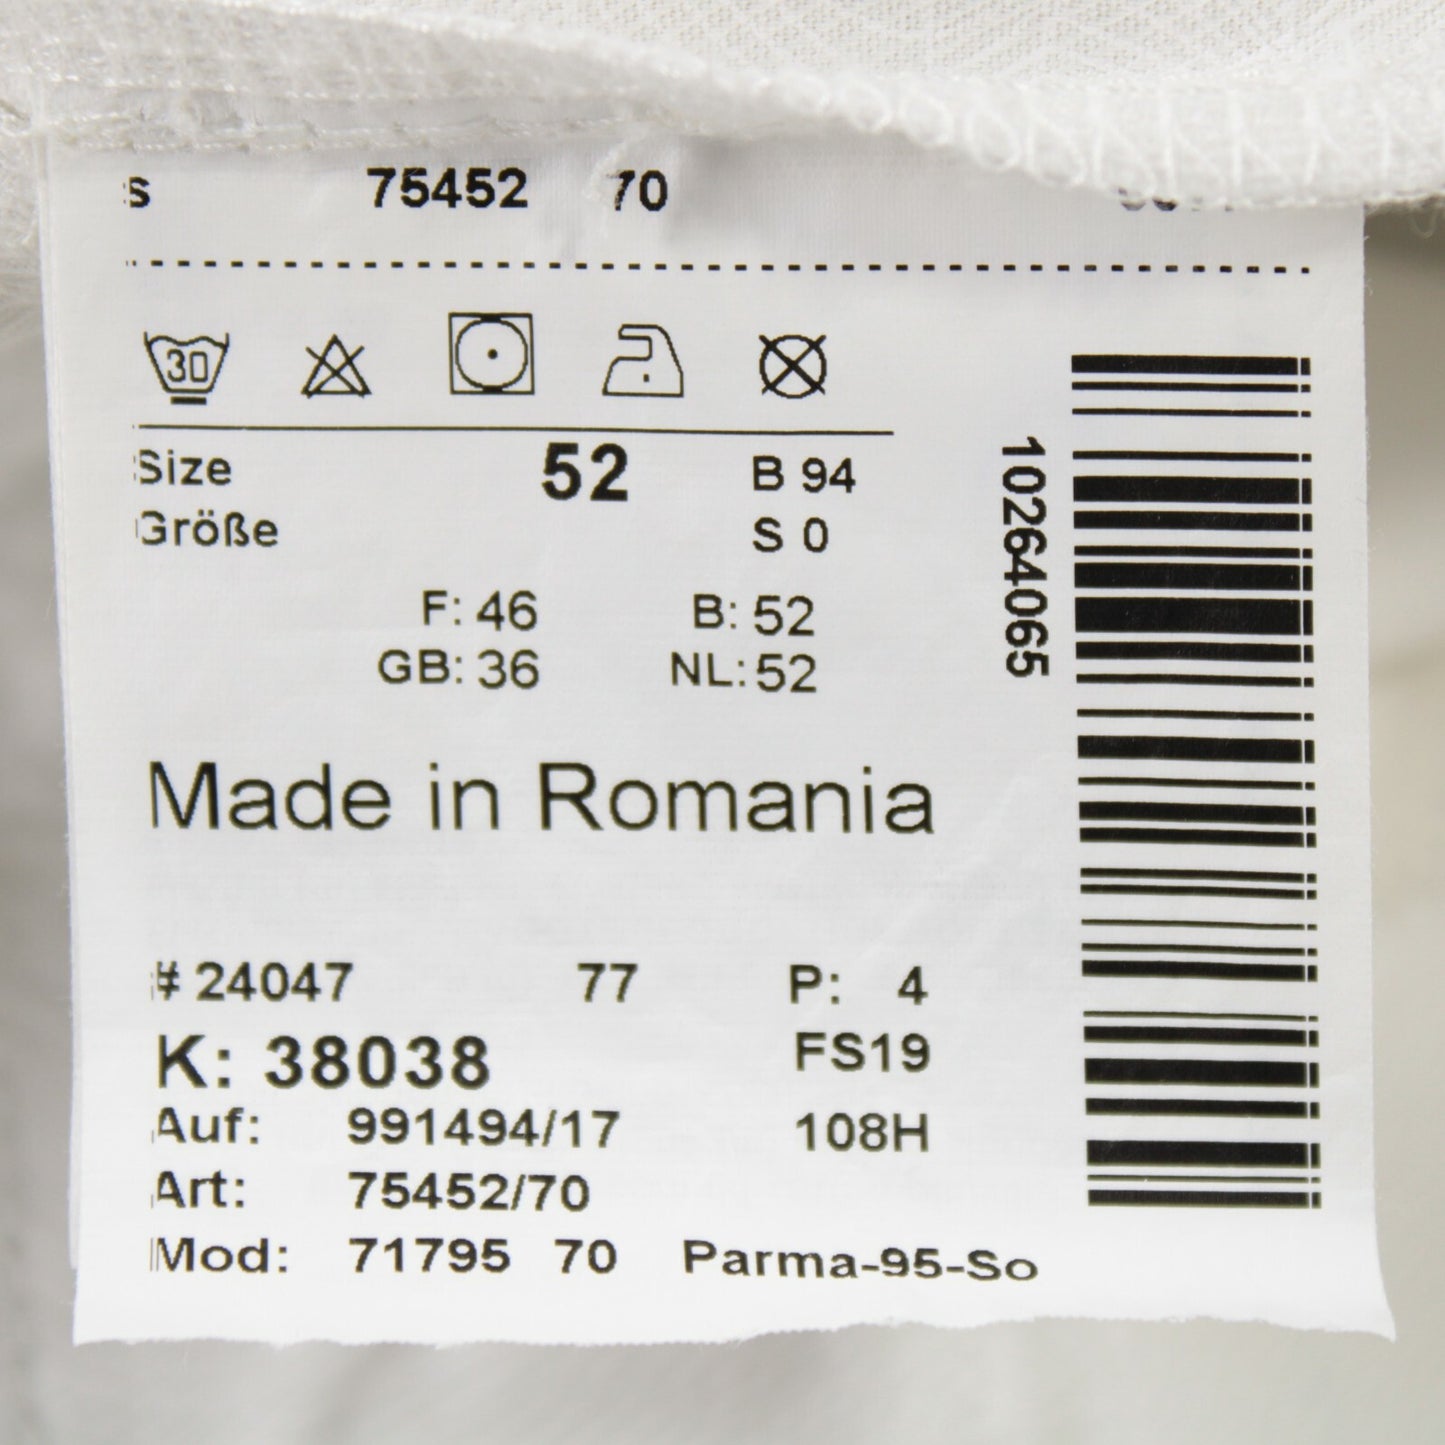 s 75452 70
30
Size 52 B 94
Größe S 0
F: 46 B: 52
GB: 36 NL: 52
10264065
Made in Romania
# 24047 77 P: 4
K: 38038 FS19
Auf: 991494/17 108H
Art: 75452/70
Mod: 71795 70 Parma-95-So